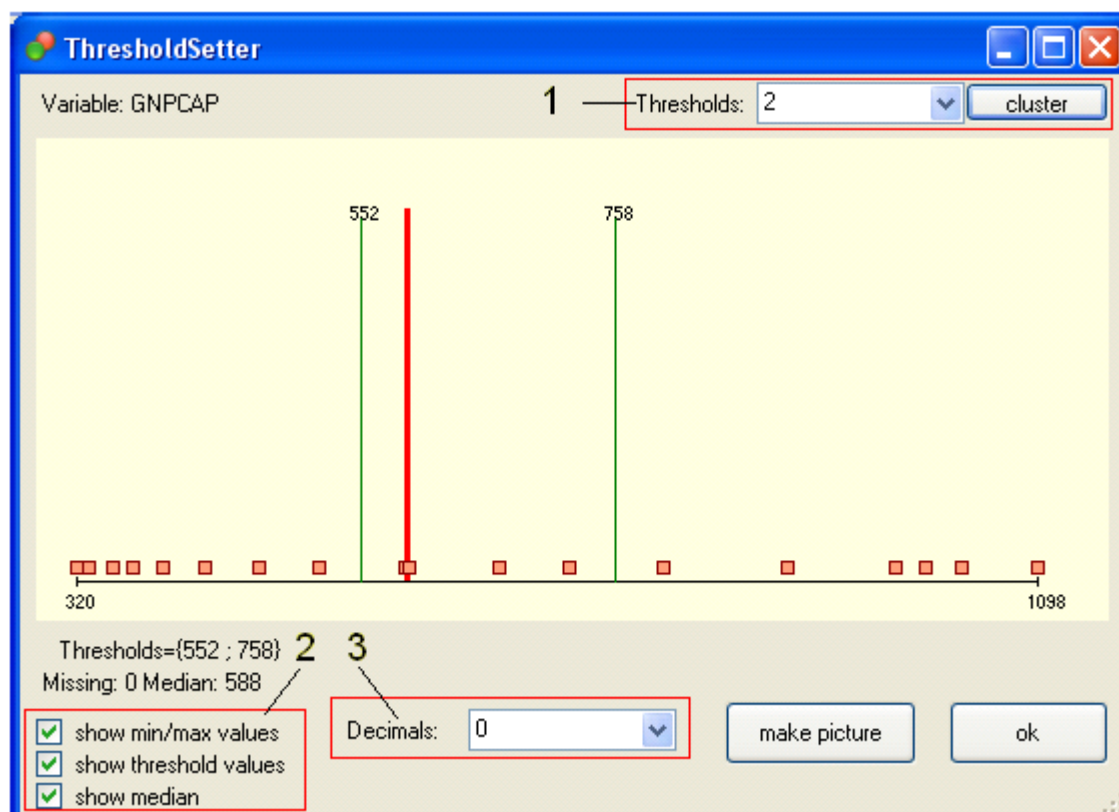 ThresholdSetter
Variable: GNPCAP
1
Thresholds: 2 cluster
552
758
320
1098
Thresholds={552 ; 758}
2
3
Missing: 0 Median: 588
show min/max values
show threshold values
show median
Decimals: 0
make picture
ok